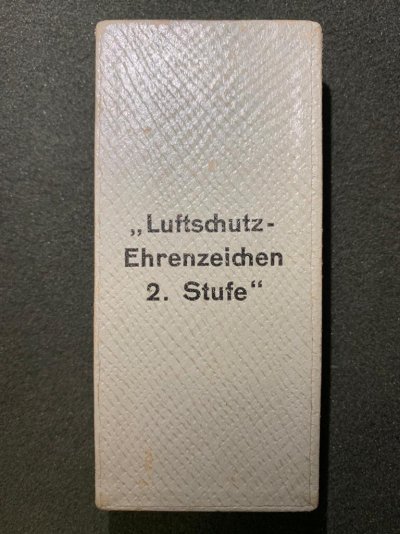 „Luftschutz-
Ehrenzeichen
2. Stufe“